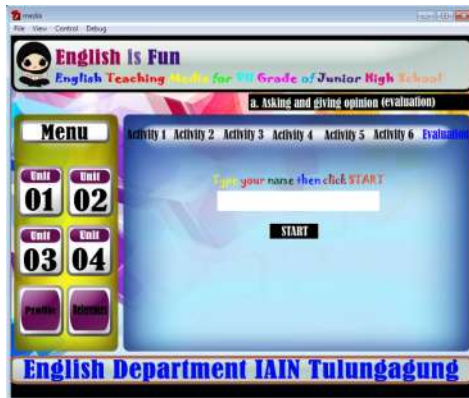 media
File View Control Debug
English is Fun
English Teaching Media for VII Grade of Junior High School
a. Asking and giving opinion (evaluation)
Menu
Activity 1 Activity 2 Activity 3 Activity 4 Activity 5 Activity 6 Evaluation
Unit
01
Unit
02
Unit
03
Unit
04
Profile
Type your name then click START
START
English Department IAIN Tulungagung